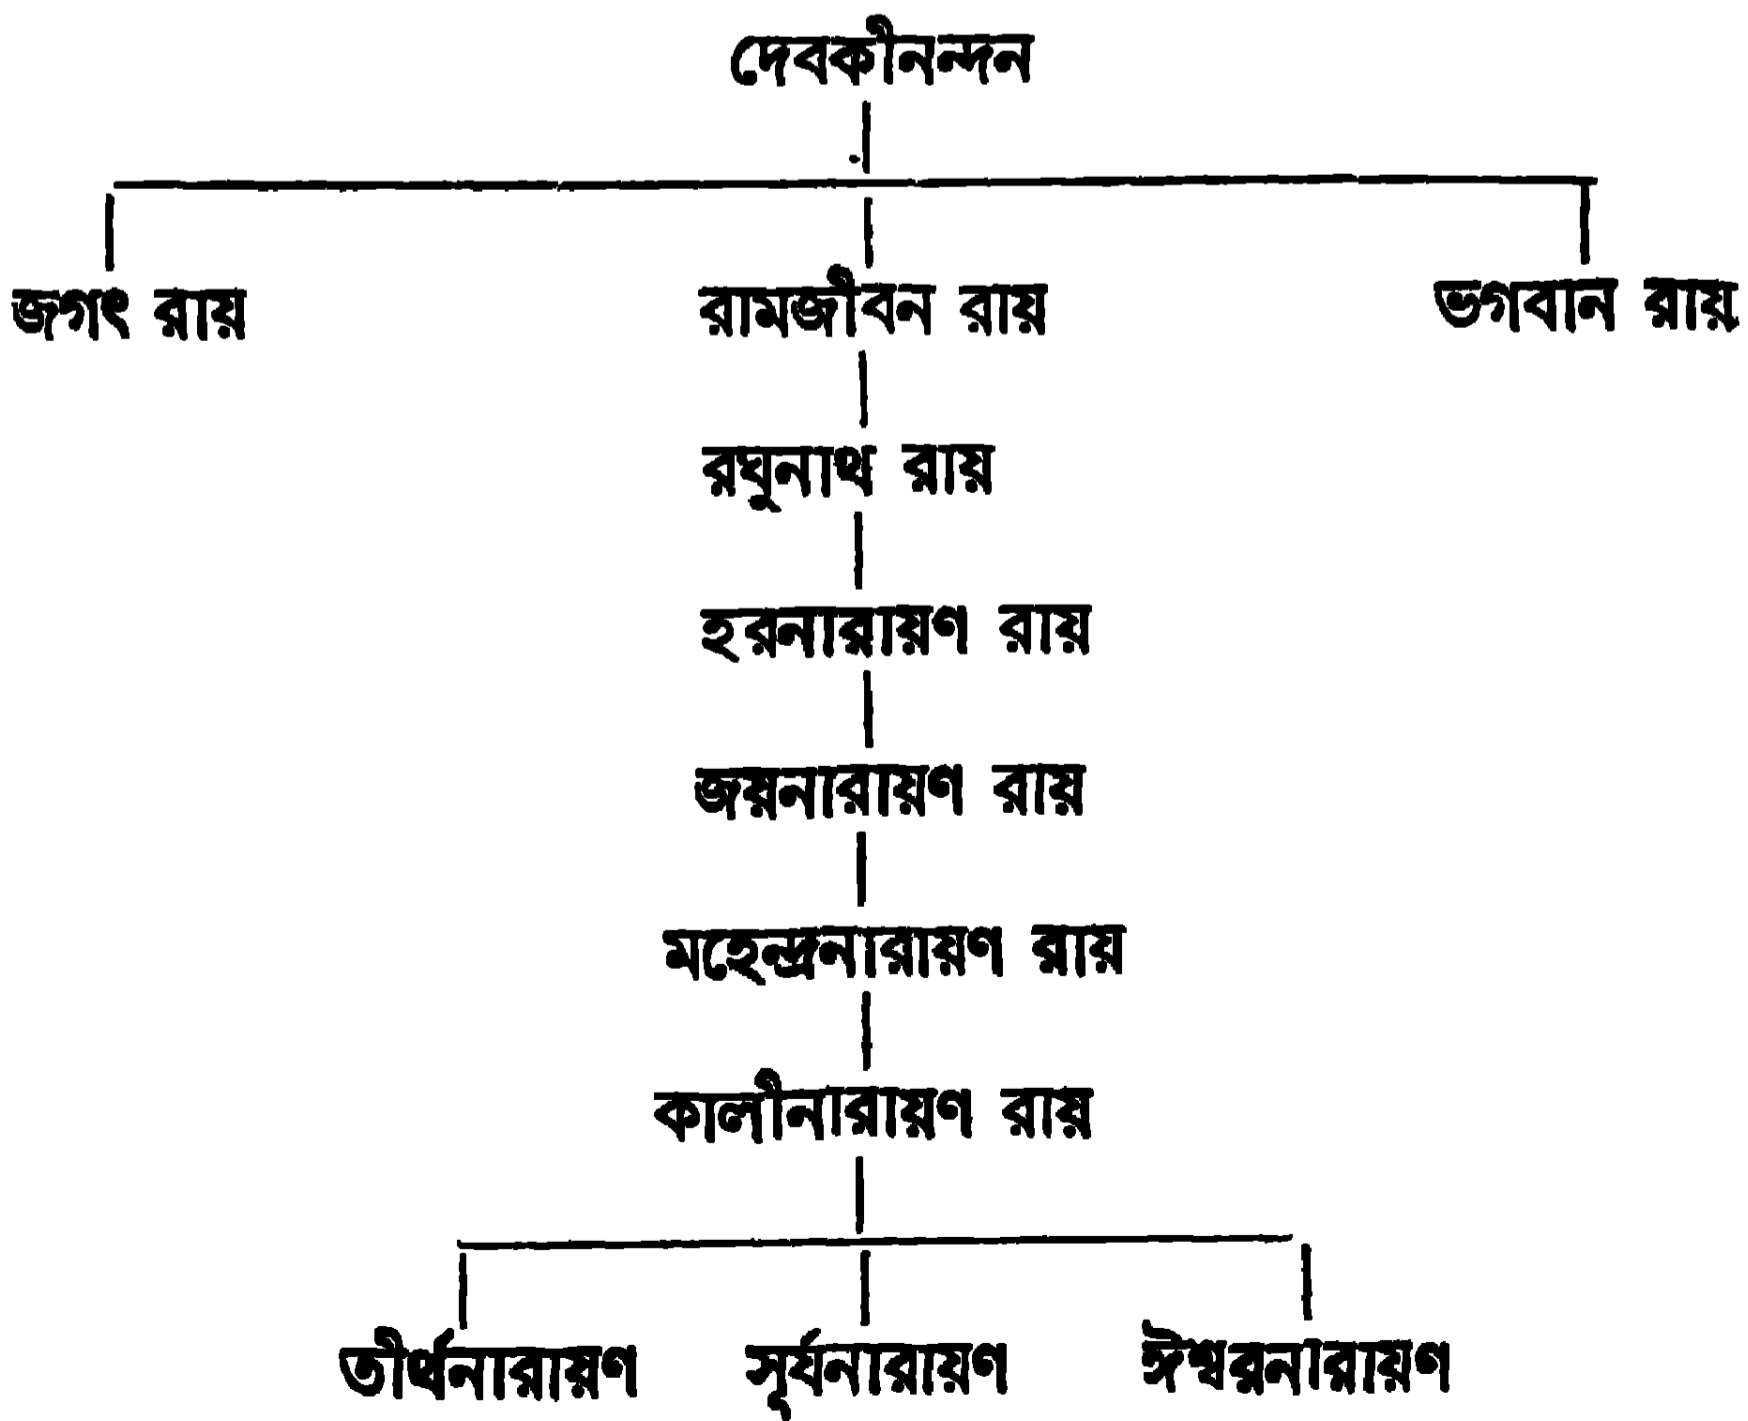 দেবকীনন্দন
জগৎ রায় রামজীবন রায় ভগবান রায়
রঘুনাথ রায়
হরনারায়ণ রায়
জয়নারায়ণ রায়
মহেন্দ্রনারায়ণ রায়
কালীনারায়ণ রায়
তীর্থনারায়ণ সূর্যনারায়ণ ঈশ্বরনারায়ণ